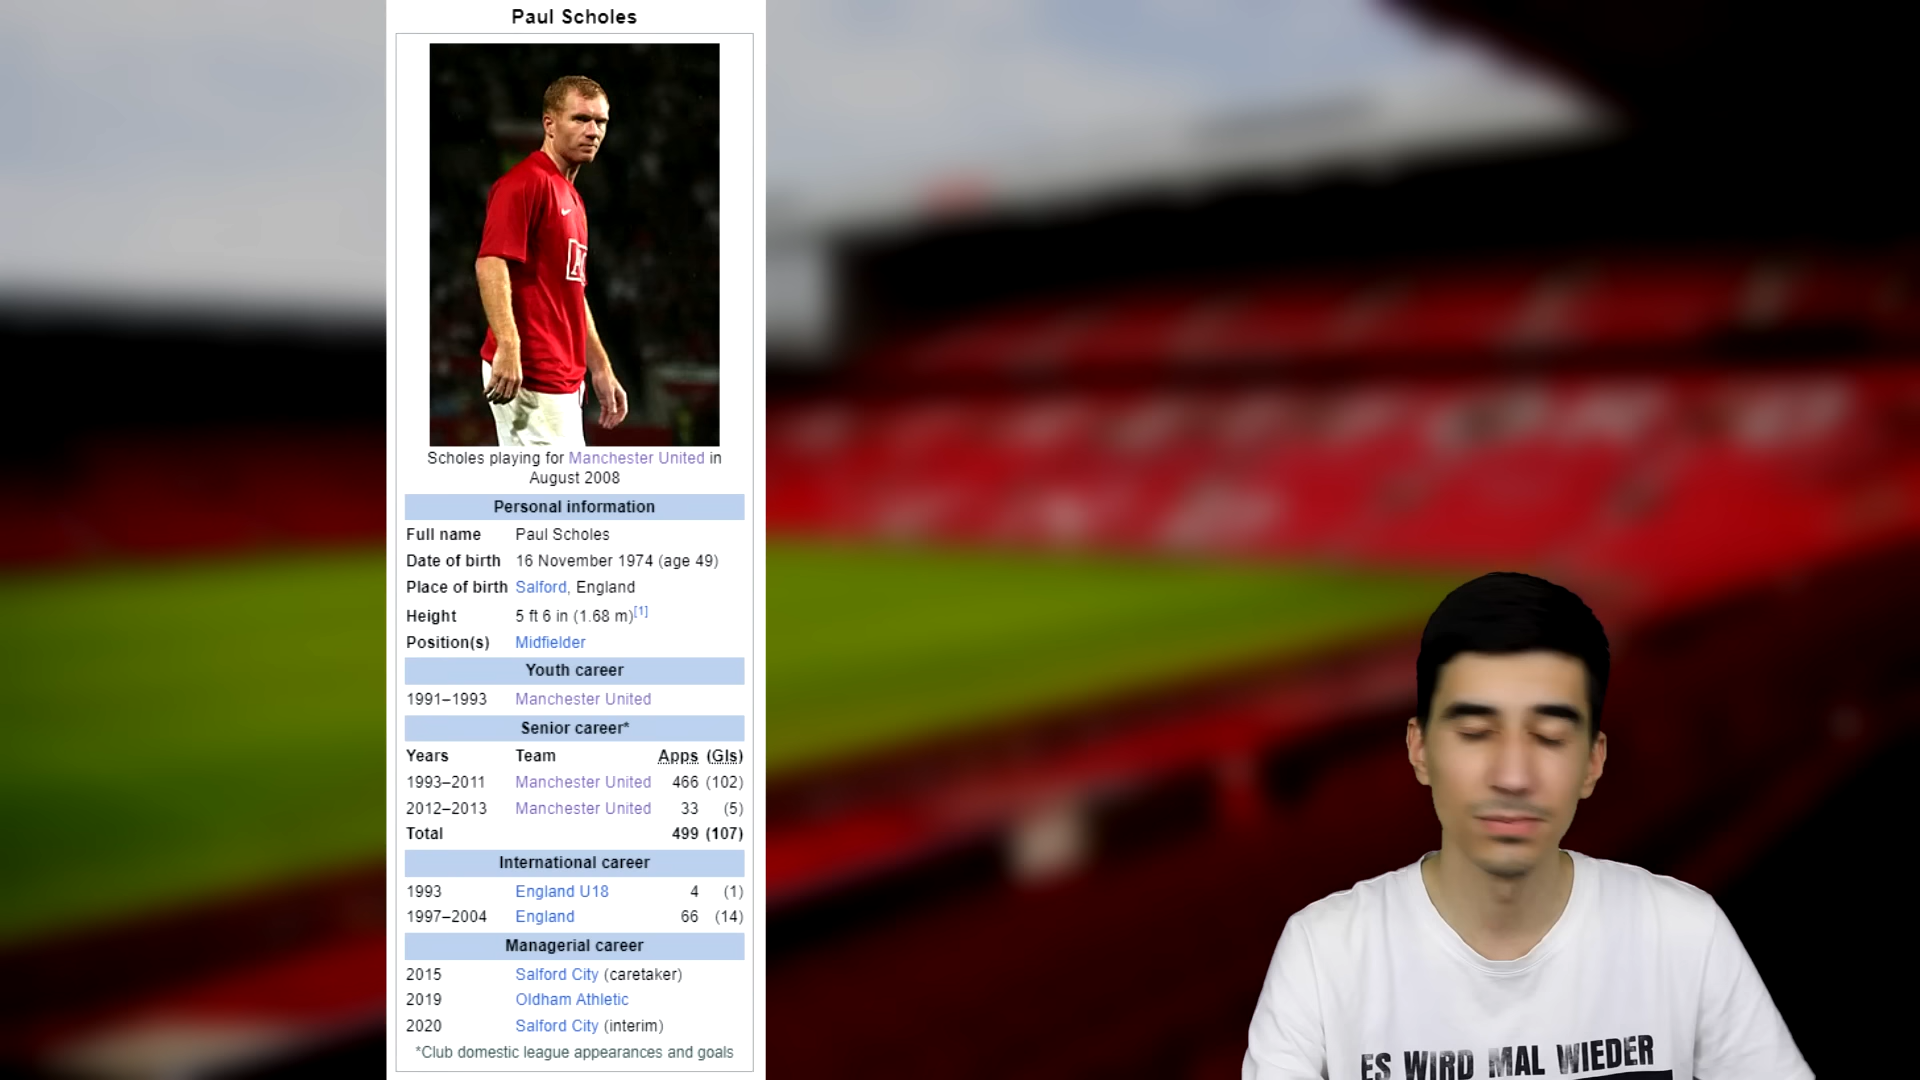 Paul Scholes
Scholes playing for Manchester United in
August 2008
Personal information
Full name Paul Scholes
Date of birth 16 November 1974 (age 49)
Place of birth Salford, England
Height 5 ft 6 in (1.68 m)[1]
Position(s) Midfielder
Youth career
1991–1993 Manchester United
Senior career*
Years Team Apps (Gls)
1993–2011 Manchester United 466 (102)
2012–2013 Manchester United 33 (5)
Total 499 (107)
International career
1993 England U18 4 (1)
1997–2004 England 66 (14)
Managerial career
2015 Salford City (caretaker)
2019 Oldham Athletic
2020 Salford City (interim)
*Club domestic league appearances and goals
ES WIRD MAL WIEDER